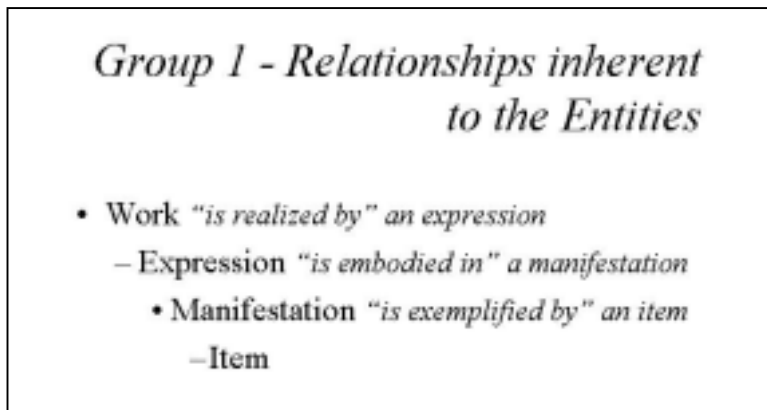 Group 1 - Relationships inherent
to the Entities
• Work “is realized by” an expression
– Expression “is embodied in” a manifestation
• Manifestation “is exemplified by” an item
–Item